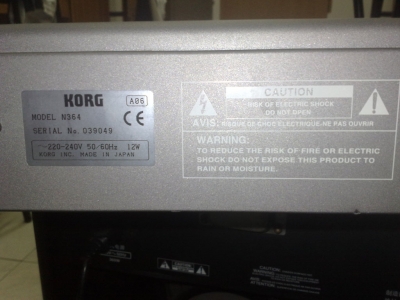 KORG
A06
MODEL N364
CE
SERIAL No. 039049
~ 220-240V 50/60Hz 12W
KORG INC. MADE IN JAPAN
CAUTION
RISK OF ELECTRIC SHOCK
DO NOT OPEN
AVIS: RISQUE DE CHOC ELECTRIQUE-NE PAS OUVRIR
WARNING:
TO REDUCE THE RISK OF FIRE OR ELECTRIC
SHOCK DO NOT EXPOSE THIS PRODUCT TO
RAIN OR MOISTURE.